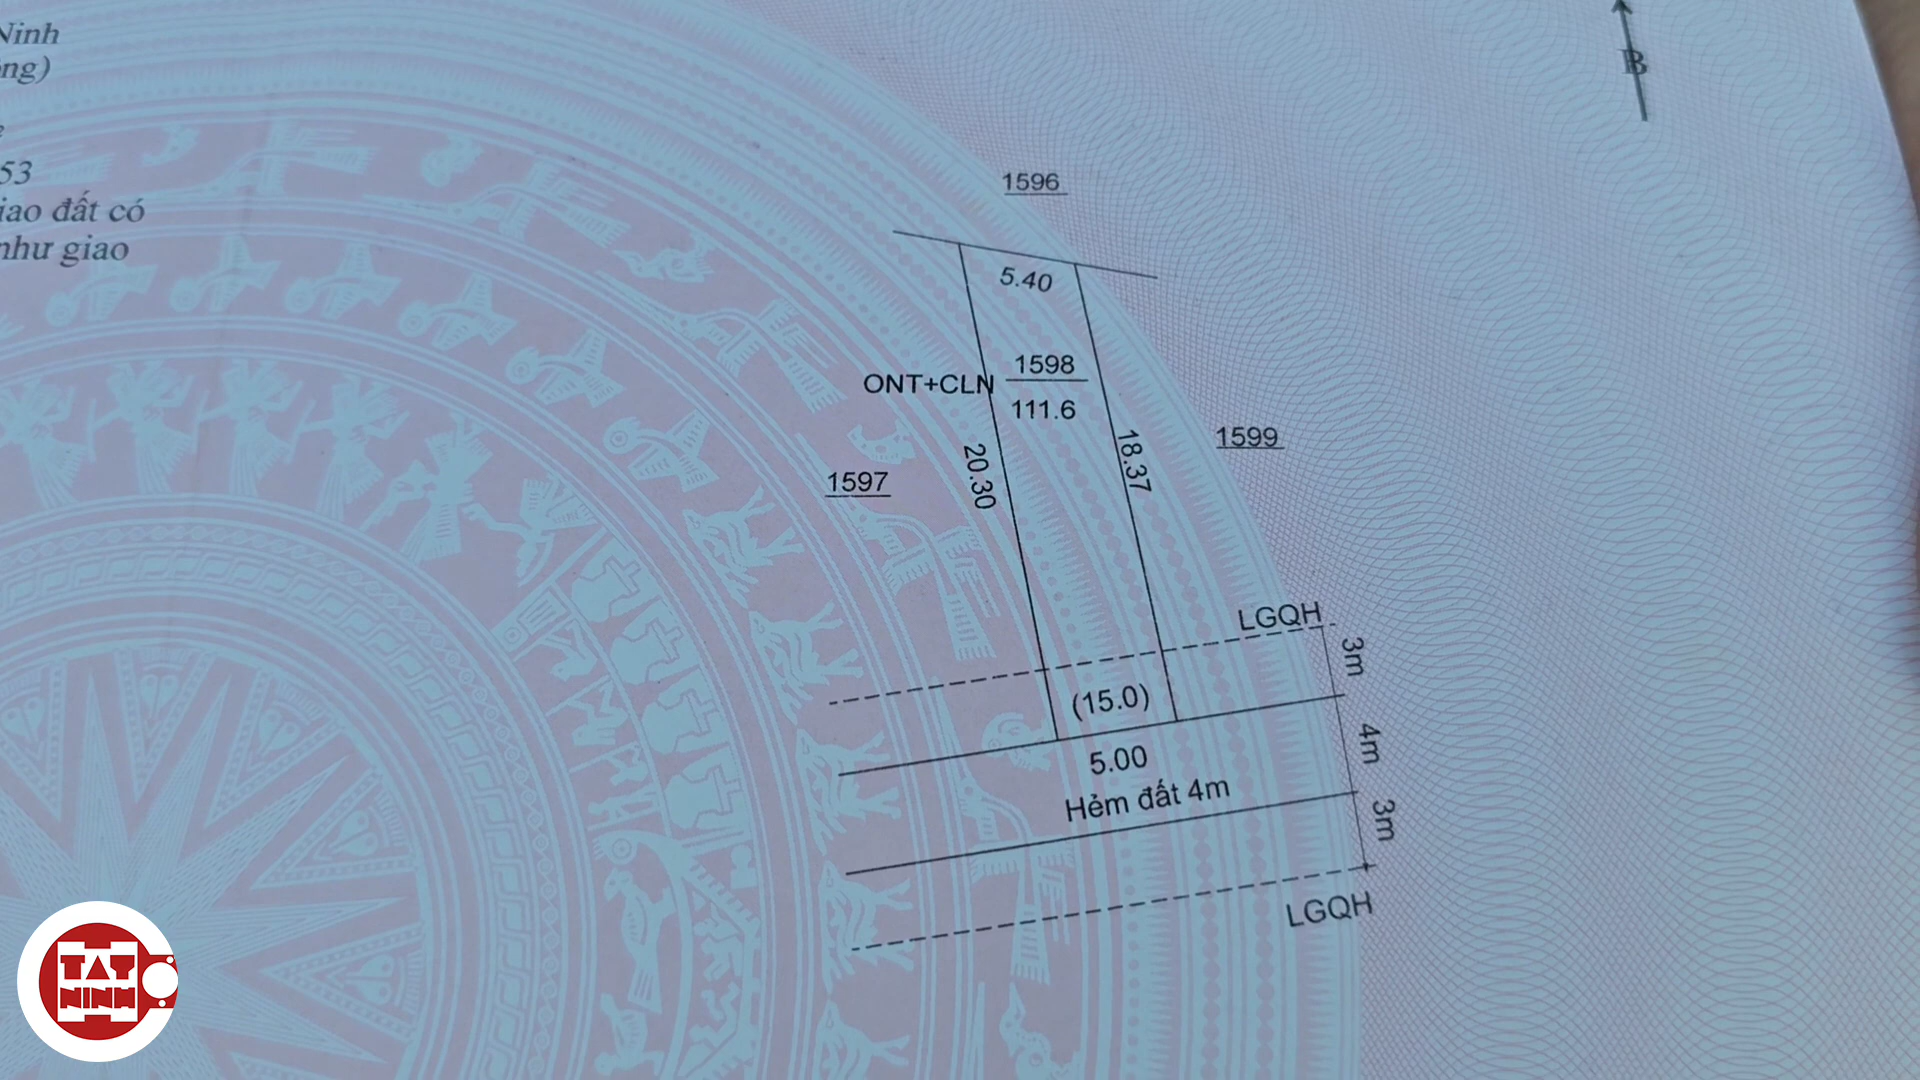 Ninh
ông)
53
iao đất có
như giao
B
1596
5.40
1598
ONT+CLN
111.6
1599
1597
20.30
18.37
LGQH
3m
(15.0)
4m
5.00
Hẻm đất 4m
3m
LGQH
TAY
NINH